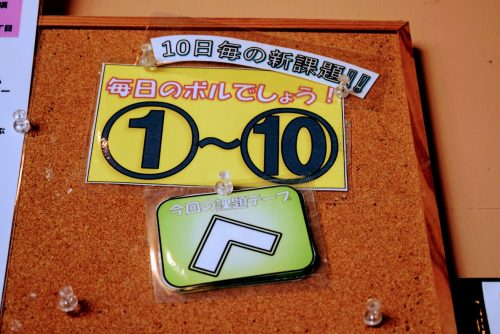 10日毎の新課題!!
毎日のボルでしょう!
①～⑩
今回の課題テープ